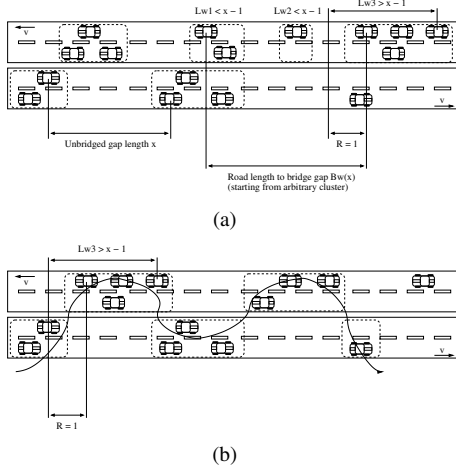 Lw1 < x − 1
Lw2 < x − 1
Lw3 > x − 1
v
v
Unbridged gap length x
R = 1
Road length to bridge gap Bw(x)
(starting from arbitrary cluster)
(a)
Lw3 > x − 1
v
v
R = 1
(b)